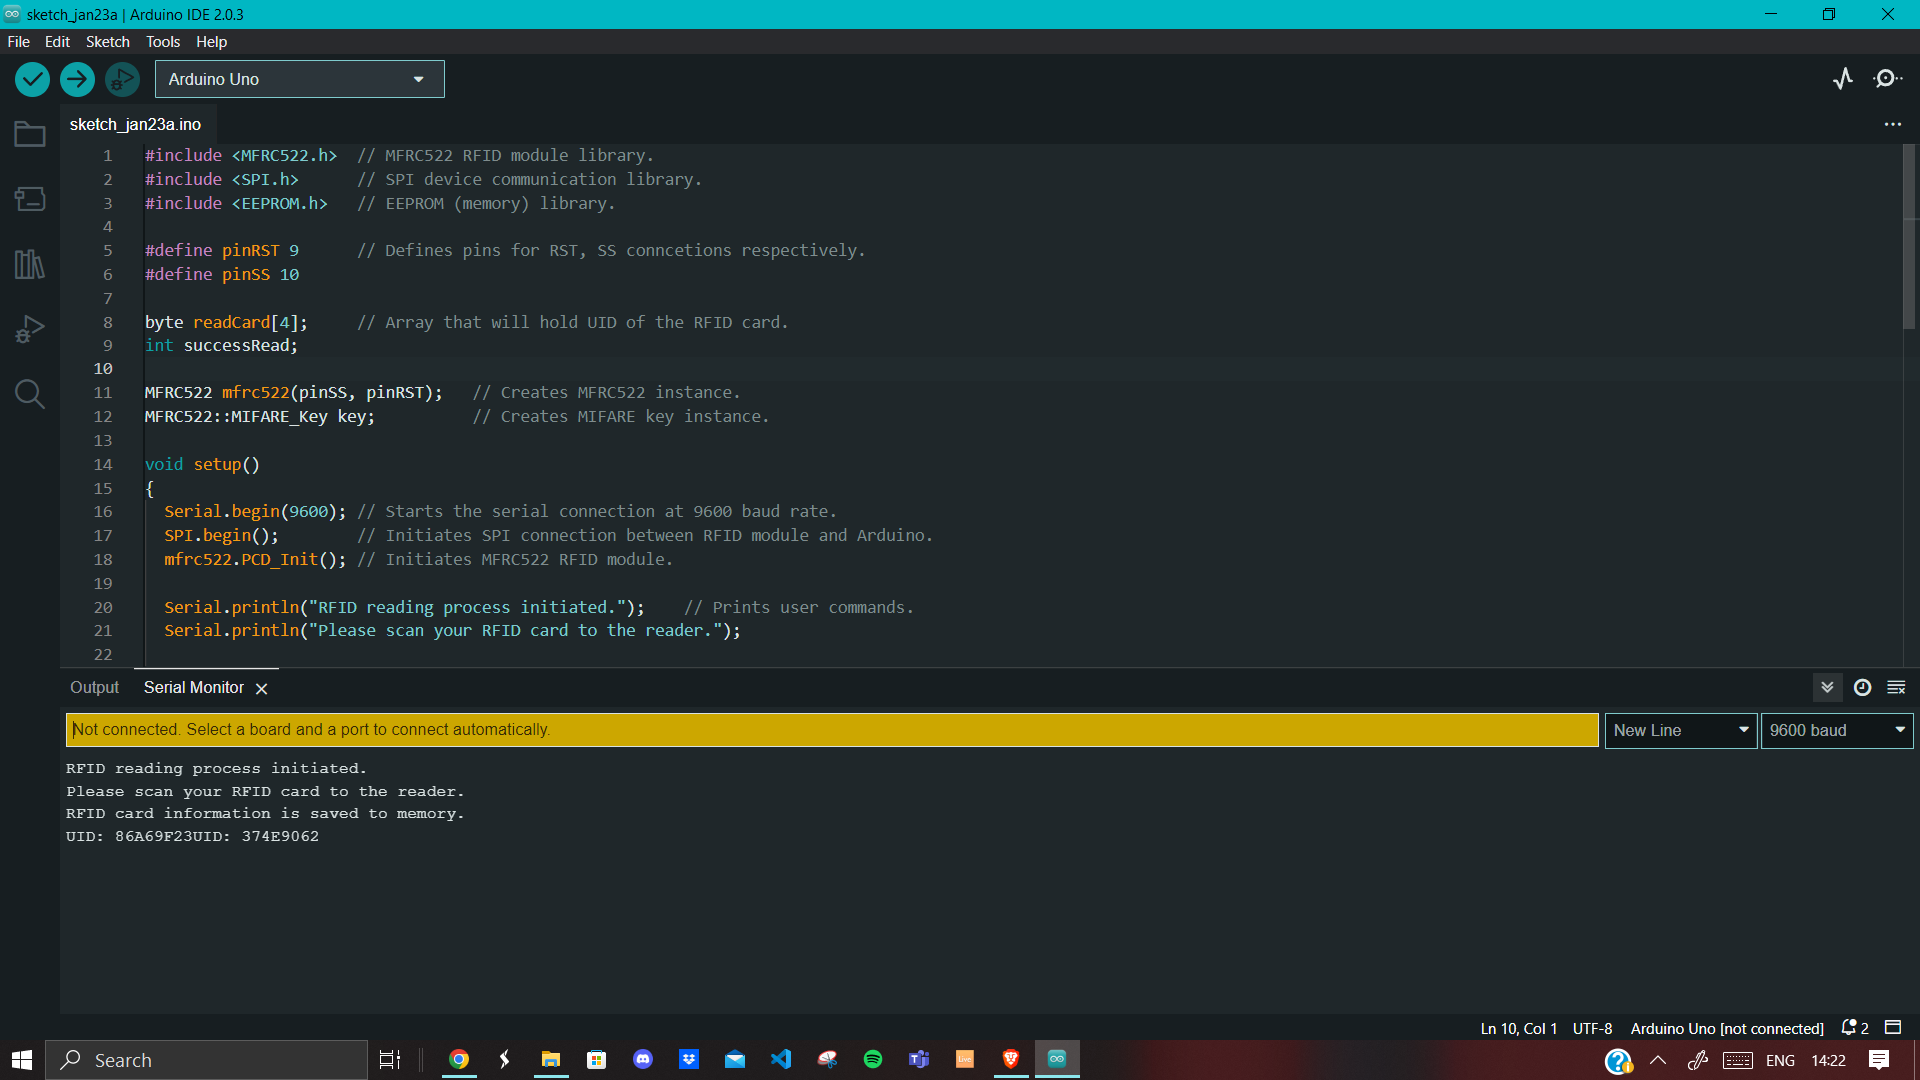 sketch_jan23a | Arduino IDE 2.0.3
File Edit Sketch Tools Help
Arduino Uno
sketch_jan23a.ino
1 #include <MFRC522.h> // MFRC522 RFID module library.
2 #include <SPI.h> // SPI device communication library.
3 #include <EEPROM.h> // EEPROM (memory) library.
4
5 #define pinRST 9 // Defines pins for RST, SS conncetions respectively.
6 #define pinSS 10
7
8 byte readCard[4]; // Array that will hold UID of the RFID card.
9 int successRead;
10
11 MFRC522 mfrc522(pinSS, pinRST); // Creates MFRC522 instance.
12 MFRC522::MIFARE_Key key; // Creates MIFARE key instance.
13
14 void setup()
15 {
16 Serial.begin(9600); // Starts the serial connection at 9600 baud rate.
17 SPI.begin(); // Initiates SPI connection between RFID module and Arduino.
18 mfrc522.PCD_Init(); // Initiates MFRC522 RFID module.
19
20 Serial.println("RFID reading process initiated."); // Prints user commands.
21 Serial.println("Please scan your RFID card to the reader.");
22
Output Serial Monitor
Not connected. Select a board and a port to connect automatically.
New Line 9600 baud
RFID reading process initiated.
Please scan your RFID card to the reader.
RFID card information is saved to memory.
UID: 86A69F23UID: 374E9062
Ln 10, Col 1 UTF-8 Arduino Uno [not connected] 2
Search
live
ENG 14:22